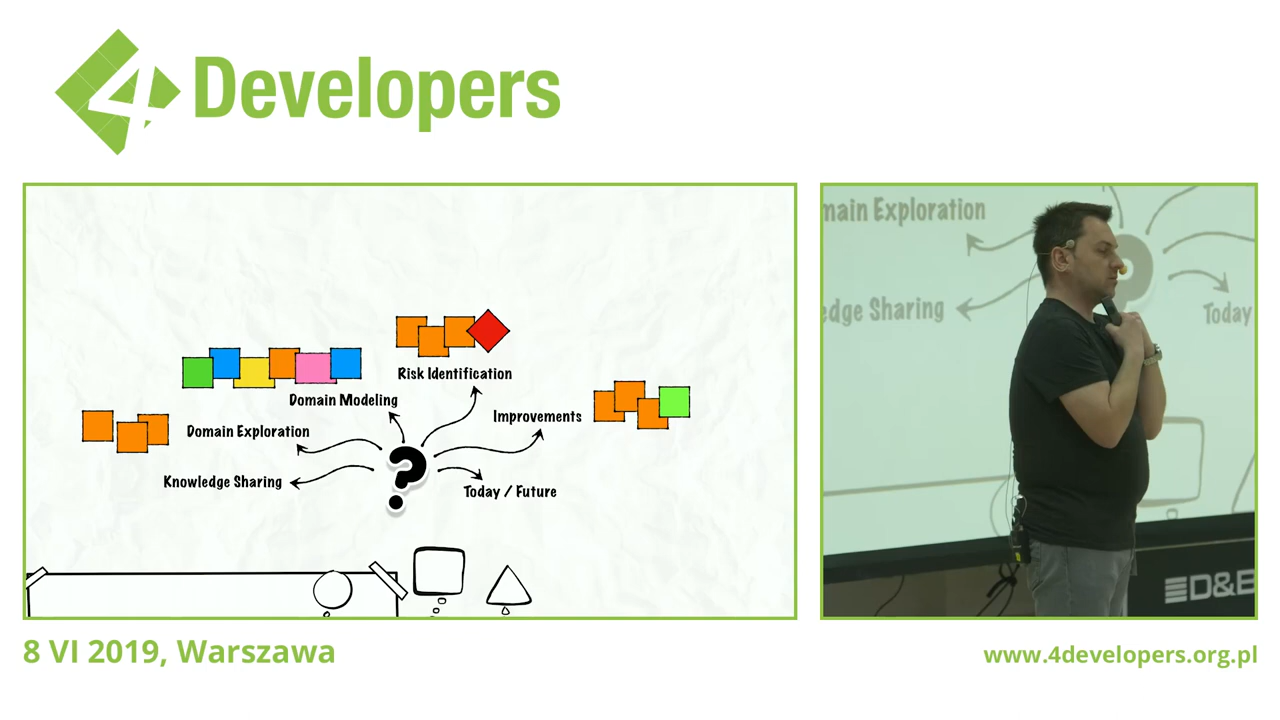 4Developers
Risk Identification
Domain Modeling
Improvements
Domain Exploration
Knowledge Sharing
Today / Future
?
main Exploration
edge Sharing
Today
D&B
8 VI 2019, Warszawa
www.4developers.org.pl